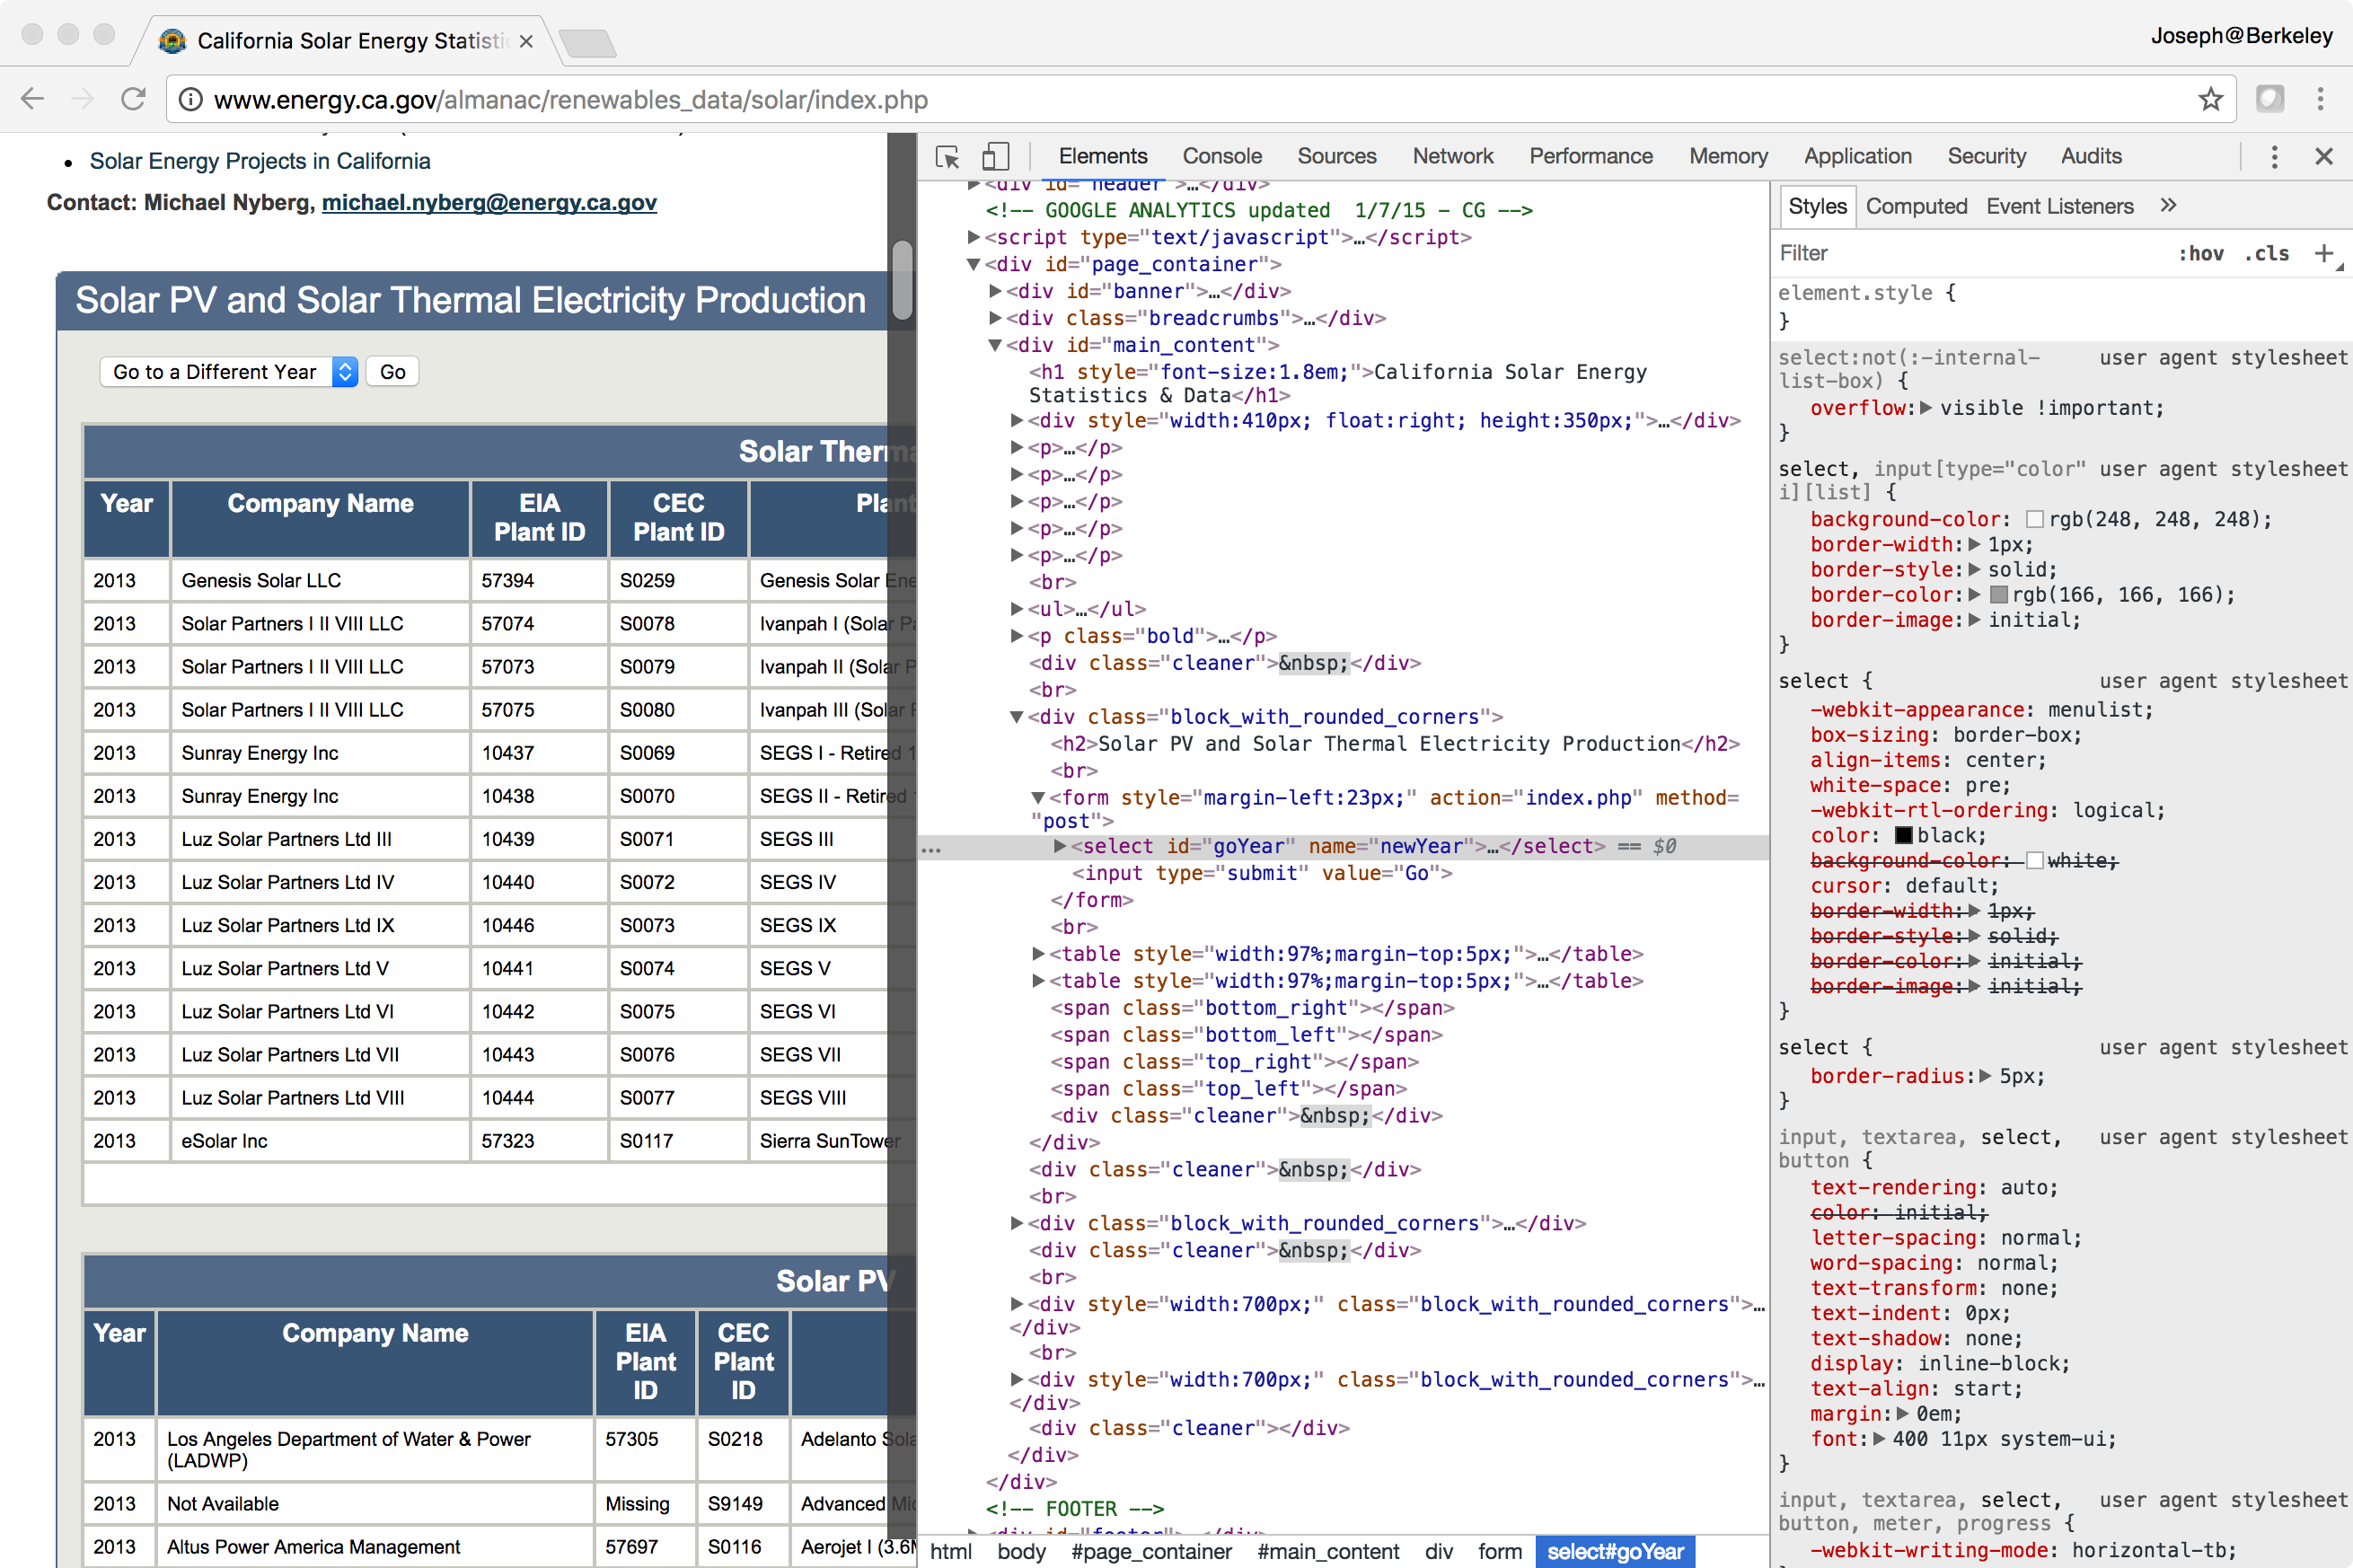 California Solar Energy Statistic
Joseph@Berkeley
www.energy.ca.gov/almanac/renewables_data/solar/index.php
• Solar Energy Projects in California
Contact: Michael Nyberg, michael.nyberg@energy.ca.gov
Solar PV and Solar Thermal Electricity Production
Go to a Different Year Go
Solar Therma
Year Company Name EIA Plant ID CEC Plant ID Plant
2013 Genesis Solar LLC 57394 S0259 Genesis Solar Ene
2013 Solar Partners I II VIII LLC 57074 S0078 Ivanpah I (Solar Pa
2013 Solar Partners I II VIII LLC 57073 S0079 Ivanpah II (Solar P
2013 Solar Partners I II VIII LLC 57075 S0080 Ivanpah III (Solar P
2013 Sunray Energy Inc 10437 S0069 SEGS I - Retired 1
2013 Sunray Energy Inc 10438 S0070 SEGS II - Retired 1
2013 Luz Solar Partners Ltd III 10439 S0071 SEGS III
2013 Luz Solar Partners Ltd IV 10440 S0072 SEGS IV
2013 Luz Solar Partners Ltd IX 10446 S0073 SEGS IX
2013 Luz Solar Partners Ltd V 10441 S0074 SEGS V
2013 Luz Solar Partners Ltd VI 10442 S0075 SEGS VI
2013 Luz Solar Partners Ltd VII 10443 S0076 SEGS VII
2013 Luz Solar Partners Ltd VIII 10444 S0077 SEGS VIII
2013 eSolar Inc 57323 S0117 Sierra SunTower
Solar PV
Year Company Name EIA Plant ID CEC Plant ID
2013 Los Angeles Department of Water & Power (LADWP) 57305 S0218 Adelanto Sola
2013 Not Available Missing S9149 Advanced Mic
2013 Altus Power America Management 57697 S0116 Aerojet I (3.6M
Elements Console Sources Network Performance Memory Application Security Audits
<div id="header">…</div>
<!-- GOOGLE ANALYTICS updated  1/7/15 - CG -->
<script type="text/javascript">…</script>
<div id="page_container">
<div id="banner">…</div>
<div class="breadcrumbs">…</div>
<div id="main_content">
<h1 style="font-size:1.8em;">California Solar Energy
Statistics & Data</h1>
<div style="width:410px; float:right; height:350px;">…</div>
<p>…</p>
<p>…</p>
<p>…</p>
<p>…</p>
<p>…</p>
<br>
<ul>…</ul>
<p class="bold">…</p>
<div class="cleaner">&nbsp;</div>
<br>
<div class="block_with_rounded_corners">
<h2>Solar PV and Solar Thermal Electricity Production</h2>
<br>
<form style="margin-left:23px;" action="index.php" method=
"post">
… <select id="goYear" name="newYear">…</select> == $0
<input type="submit" value="Go">
</form>
<br>
<table style="width:97%;margin-top:5px;">…</table>
<table style="width:97%;margin-top:5px;">…</table>
<span class="bottom_right"></span>
<span class="bottom_left"></span>
<span class="top_right"></span>
<span class="top_left"></span>
<div class="cleaner">&nbsp;</div>
</div>
<div class="cleaner">&nbsp;</div>
<br>
<div class="block_with_rounded_corners">…</div>
<div class="cleaner">&nbsp;</div>
<br>
<div style="width:700px;" class="block_with_rounded_corners">…
</div>
<br>
<div style="width:700px;" class="block_with_rounded_corners">…
</div>
<div class="cleaner"></div>
</div>
</div>
<!-- FOOTER -->
<div id="footer">…</div>
html body #page_container #main_content div form select#goYear
Styles Computed Event Listeners »
Filter :hov .cls +
element.style {
}
select:not(:-internal- user agent stylesheet
list-box) {
overflow: visible !important;
}
select, input[type="color" user agent stylesheet
i][list] {
background-color: rgb(248, 248, 248);
border-width: 1px;
border-style: solid;
border-color: rgb(166, 166, 166);
border-image: initial;
}
select { user agent stylesheet
-webkit-appearance: menulist;
box-sizing: border-box;
align-items: center;
white-space: pre;
-webkit-rtl-ordering: logical;
color: black;
background-color: white;
cursor: default;
border-width: 1px;
border-style: solid;
border-color: initial;
border-image: initial;
}
select { user agent stylesheet
border-radius: 5px;
}
input, textarea, select, user agent stylesheet
button {
text-rendering: auto;
color: initial;
letter-spacing: normal;
word-spacing: normal;
text-transform: none;
text-indent: 0px;
text-shadow: none;
display: inline-block;
text-align: start;
margin: 0em;
font: 400 11px system-ui;
}
input, textarea, select, user agent stylesheet
button, meter, progress {
-webkit-writing-mode: horizontal-tb;